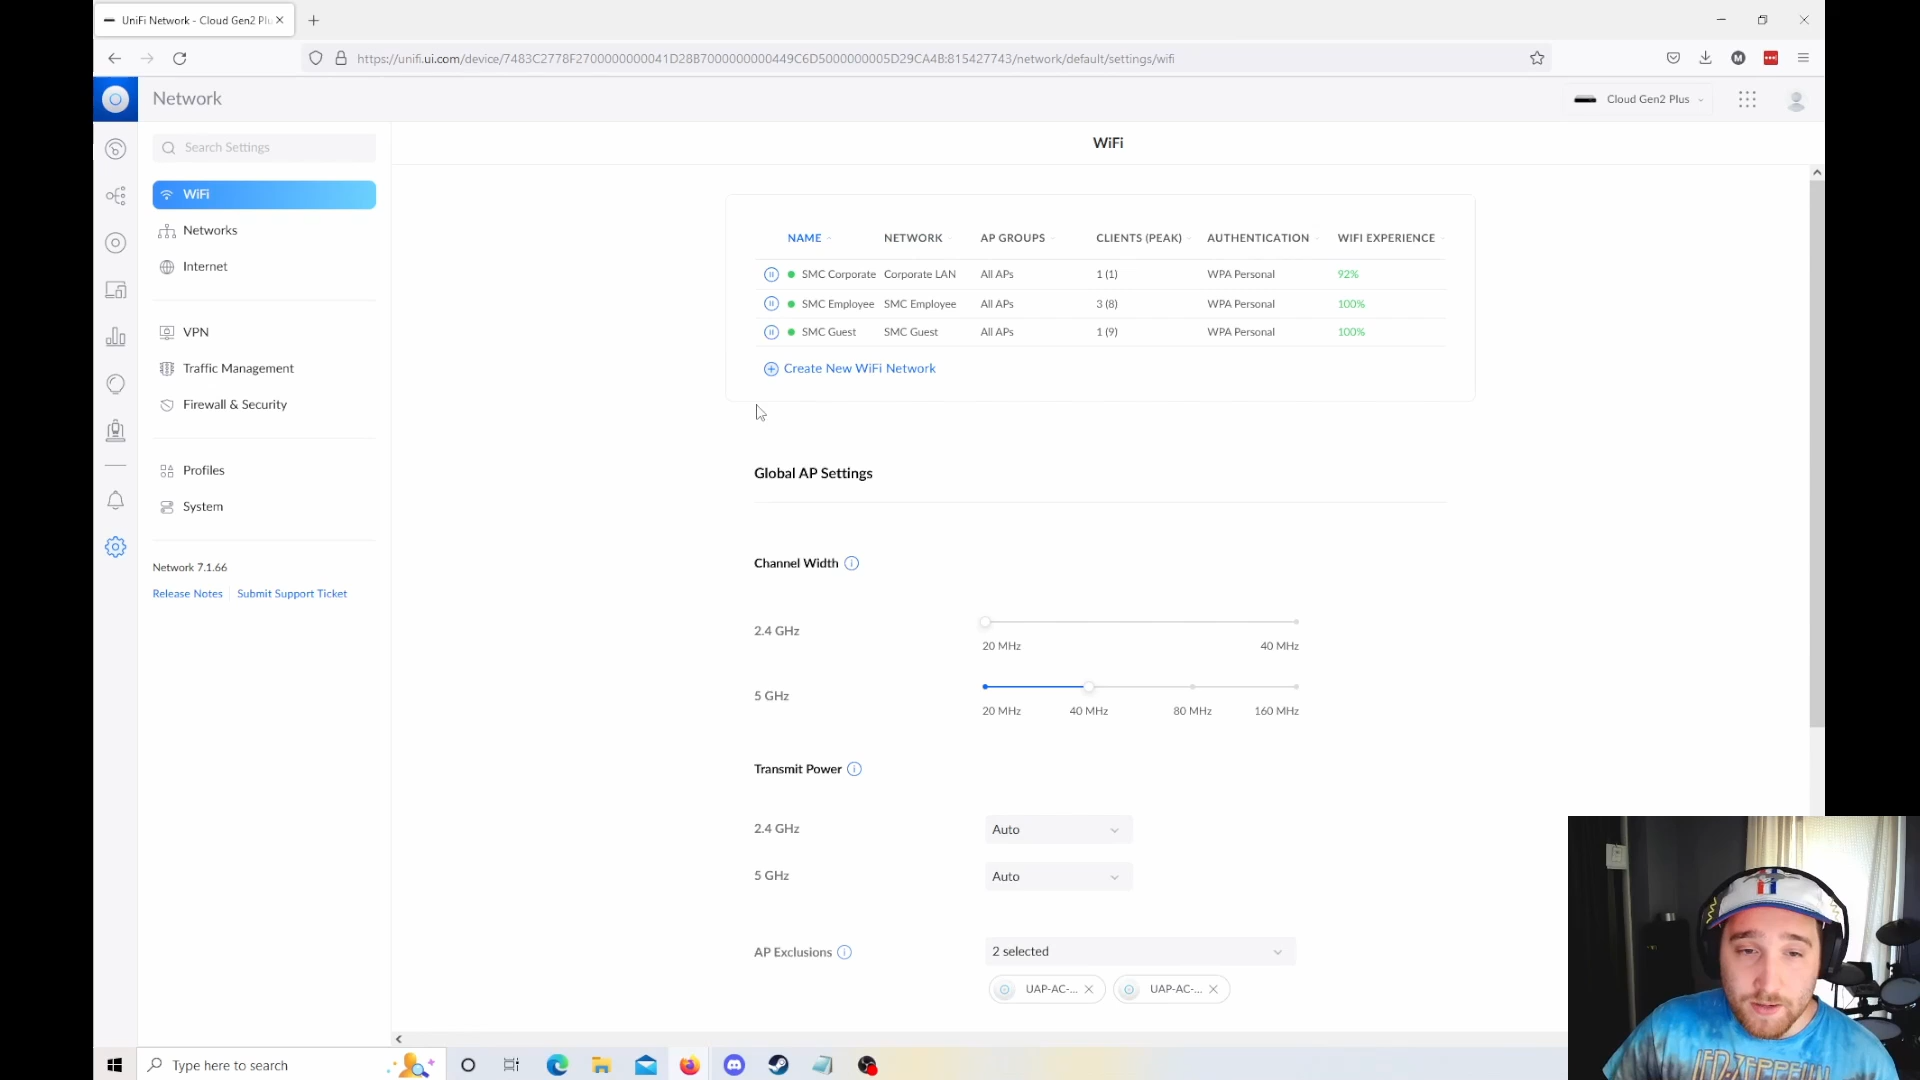 UniFi Network - Cloud Gen2 Plu
https://unifi.ui.com/device/7483C2778F2700000000041D28B7000000000449C6D5000000005D29CA4B:815427743/network/default/settings/wifi
M
Network
Cloud Gen2 Plus
Search Settings
WiFi
WiFi
Networks
Internet
VPN
Traffic Management
Firewall & Security
Profiles
System
Network 7.1.66
Release Notes
Submit Support Ticket
NAME NETWORK AP GROUPS CLIENTS (PEAK) AUTHENTICATION WIFI EXPERIENCE
SMC Corporate Corporate LAN All APs 1 (1) WPA Personal 92%
SMC Employee SMC Employee All APs 3 (8) WPA Personal 100%
SMC Guest SMC Guest All APs 1 (9) WPA Personal 100%
Create New WiFi Network
Global AP Settings
Channel Width
2.4 GHz
20 MHz 40 MHz
5 GHz
20 MHz 40 MHz 80 MHz 160 MHz
Transmit Power
2.4 GHz Auto
5 GHz Auto
AP Exclusions 2 selected
UAP-AC-... UAP-AC-...
Type here to search